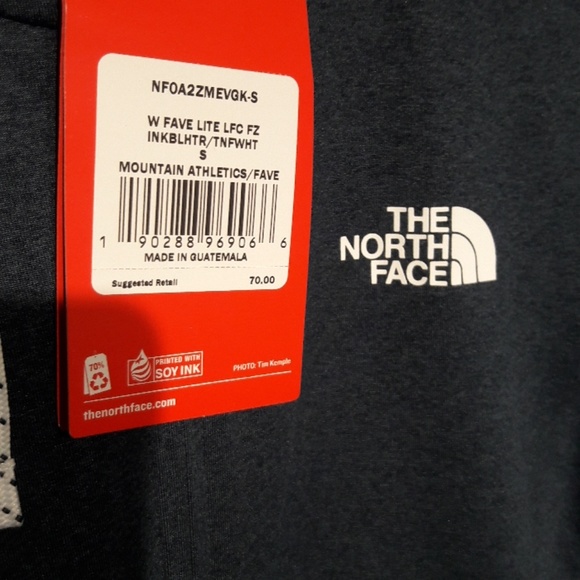 NF0A2ZMEVGK-S
W FAVE LITE LFC FZ
INKBLHTR/TNFWHT
S
MOUNTAIN ATHLETICS/FAVE
1 90288 96906 6
MADE IN GUATEMALA
Suggested Retail 70.00
70%
PRINTED WITH
SOY INK
PHOTO: Tim Kemple
thenorthface.com
THE
NORTH
FACE